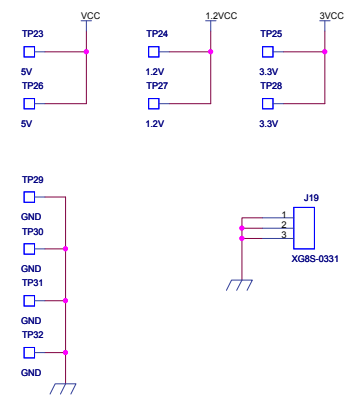 VCC
1.2VCC
3VCC
TP23
TP24
TP25
5V
1.2V
3.3V
TP26
TP27
TP28
5V
1.2V
3.3V
TP29
GND
TP30
GND
TP31
GND
TP32
GND
J19
1
2
3
XG8S-0331